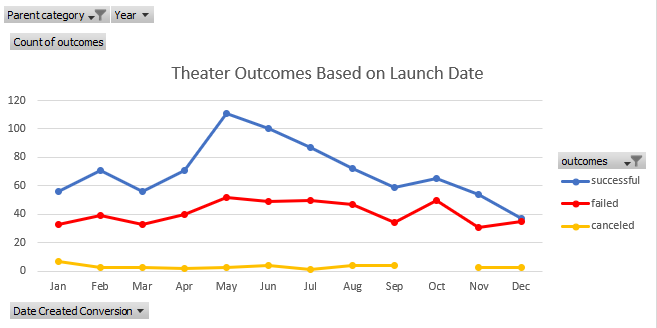 Parent category Year
Count of outcomes
Theater Outcomes Based on Launch Date
120
100
80
60
40
20
0
Jan Feb Mar Apr May Jun Jul Aug Sep Oct Nov Dec
outcomes
successful
failed
canceled
Date Created Conversion